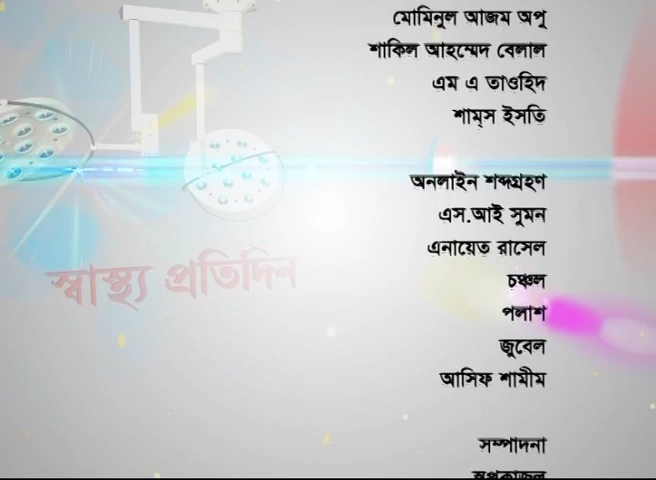 মোমিনুল আজম অপু
শাকিল আহম্মেদ বেলাল
এম এ তাওহিদ
শাম্‌স ইসতি
অনলাইন শব্দগ্রহণ
এস.আই সুমন
এনায়েত রাসেল
চঞ্চল
পলাশ
জুবেল
আসিফ শামীম
স্বাস্থ্য প্রতিদিন
সম্পাদনা